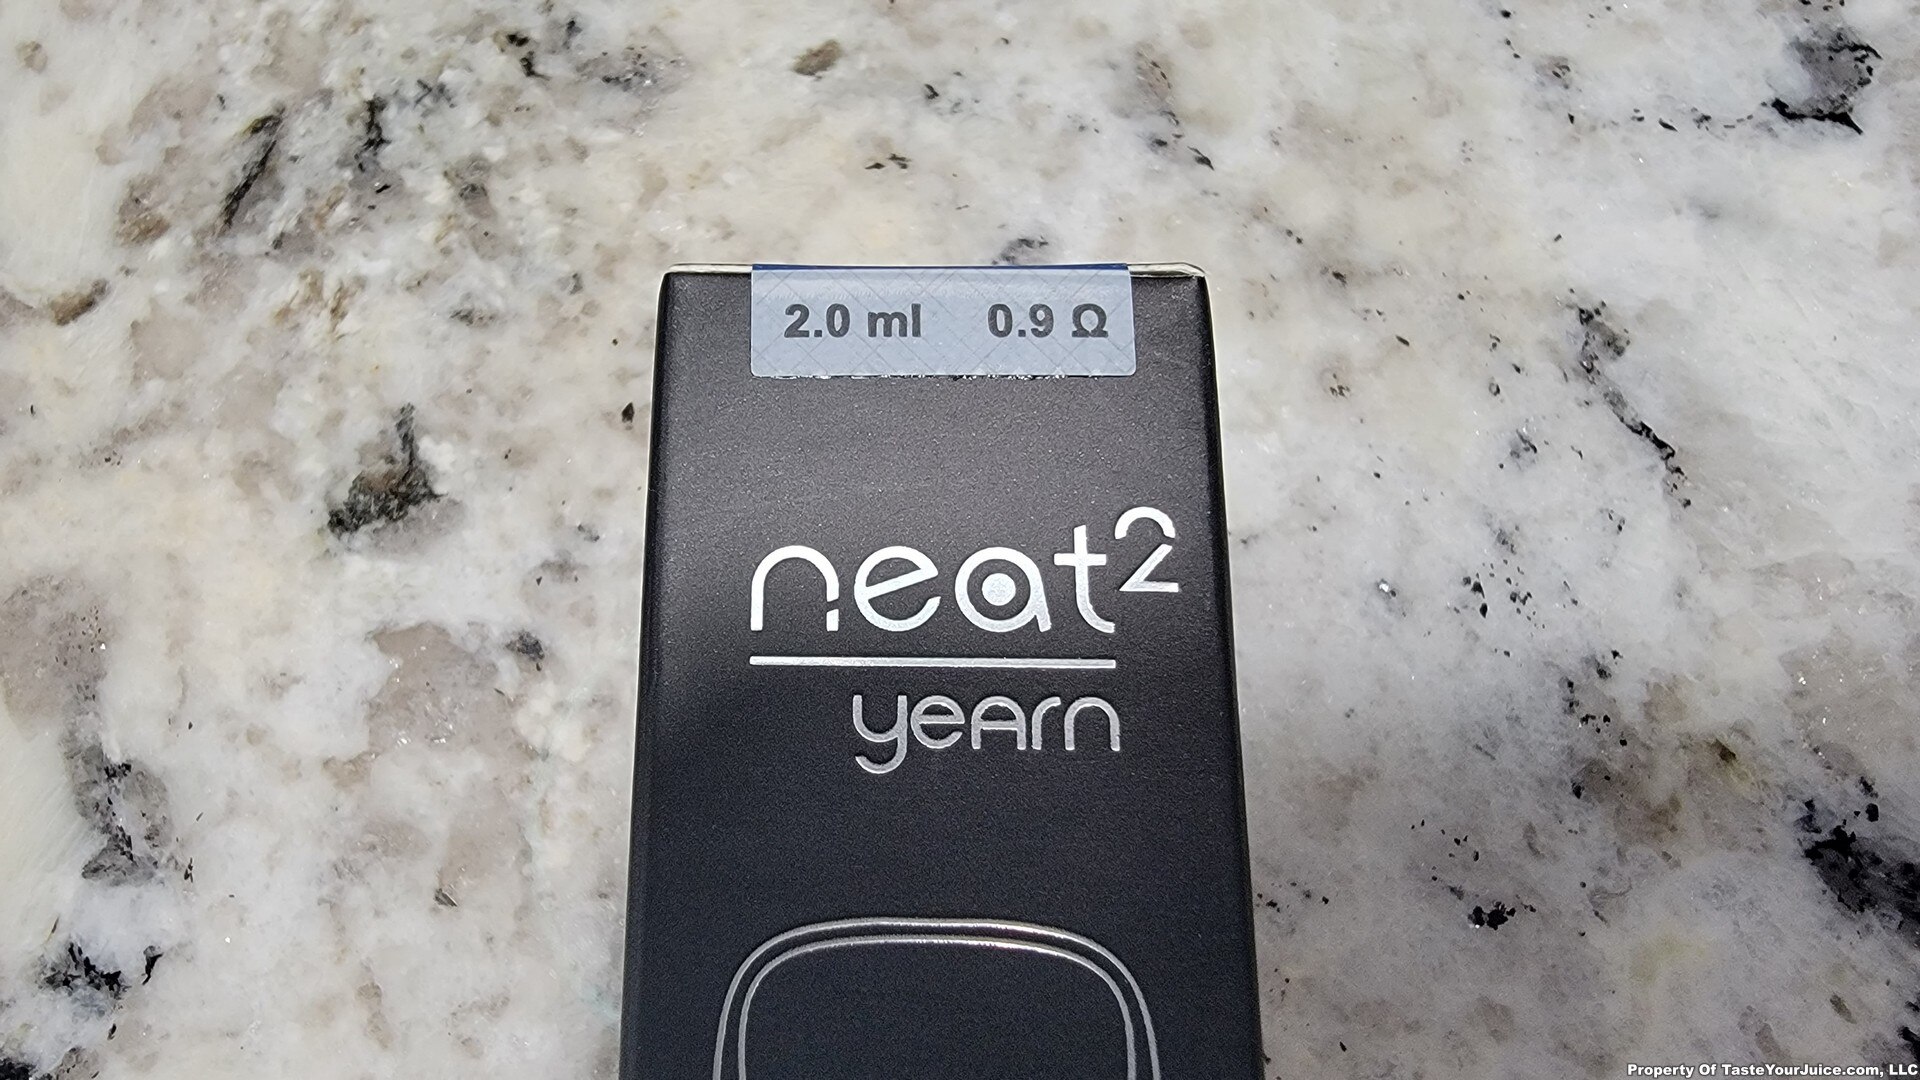 2.0 ml 0.9 Ω
neat²
yearn
Property Of TasteYourJuice.com, LLC